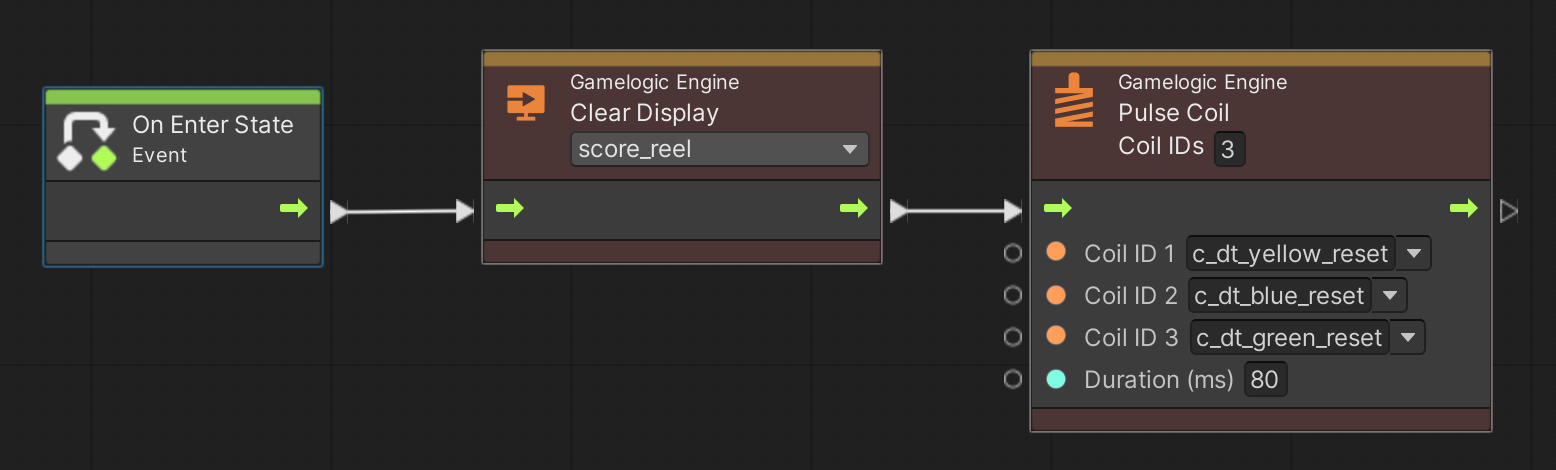 On Enter State
Event
Gamelogic Engine
Clear Display
score_reel
Gamelogic Engine
Pulse Coil
Coil IDs 3
Coil ID 1 c_dt_yellow_reset
Coil ID 2 c_dt_blue_reset
Coil ID 3 c_dt_green_reset
Duration (ms) 80